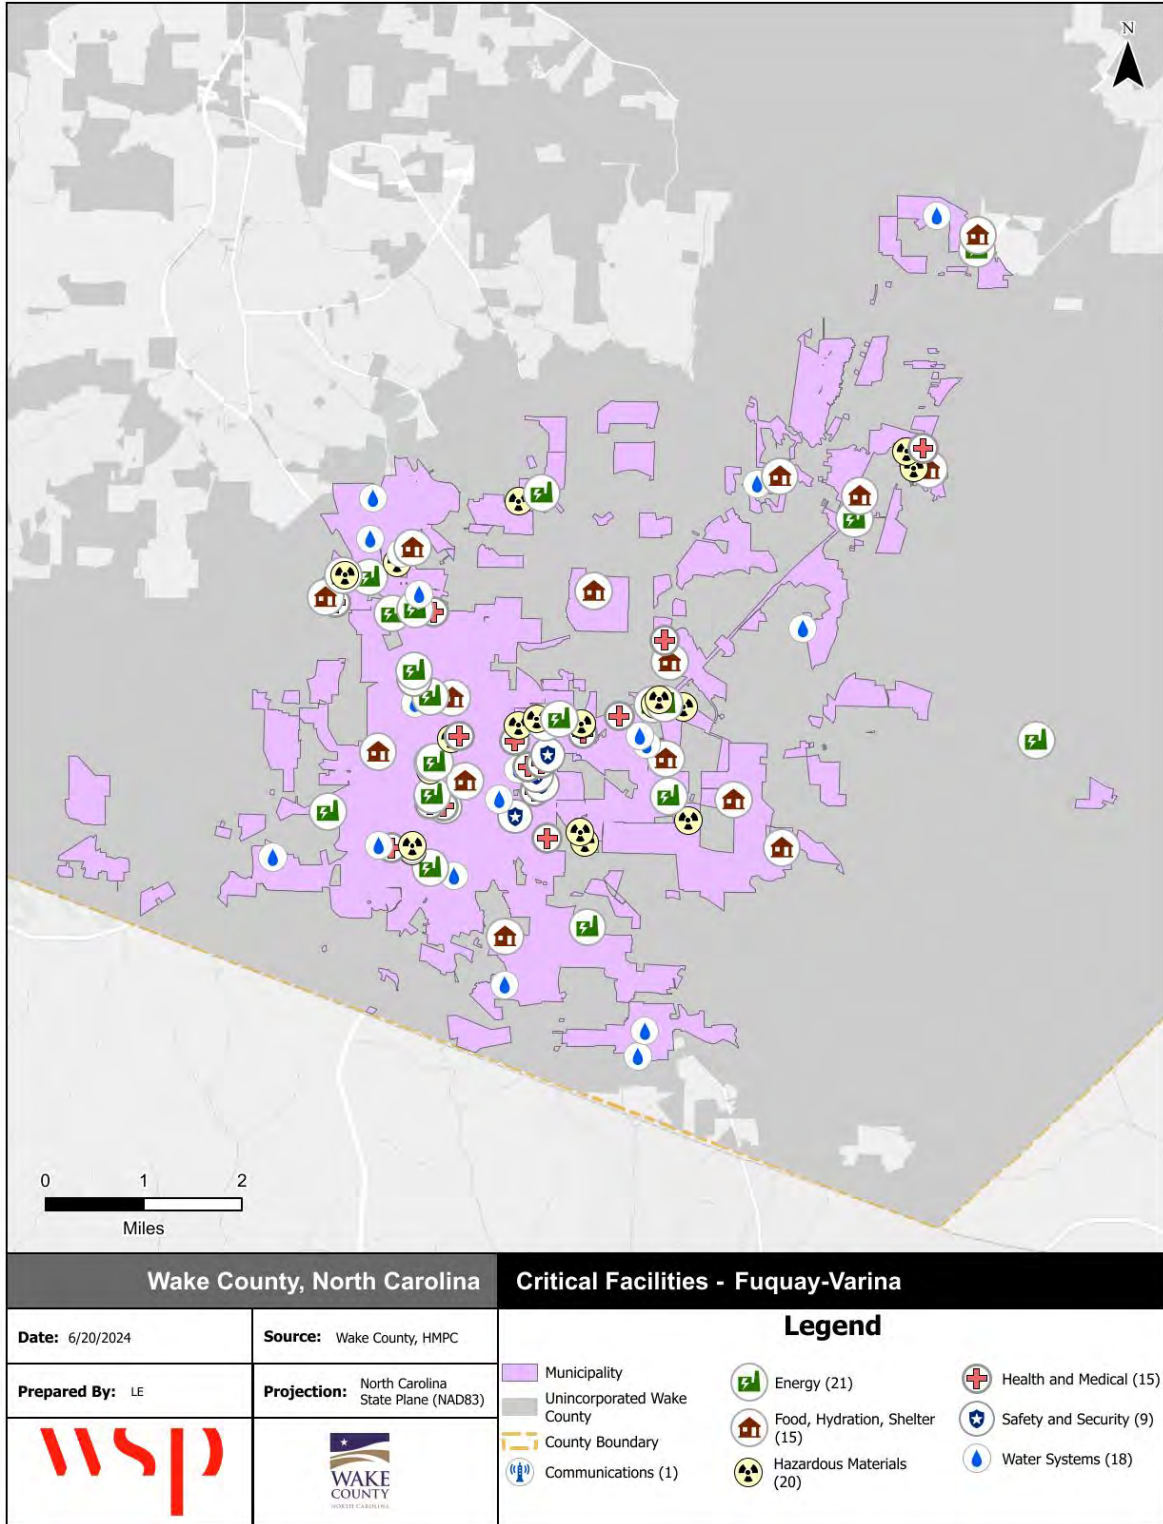 N
0 1 2
Miles
Wake County, North Carolina
Critical Facilities - Fuquay-Varina
Date: 6/20/2024
Source: Wake County, HMPC
Prepared By: LE
Projection: North Carolina
State Plane (NAD83)
wsp
WAKE
COUNTY
NORTH CAROLINA
Legend
Municipality
Unincorporated Wake
County
County Boundary
Communications (1)
Energy (21)
Food, Hydration, Shelter
(15)
Hazardous Materials
(20)
Health and Medical (15)
Safety and Security (9)
Water Systems (18)